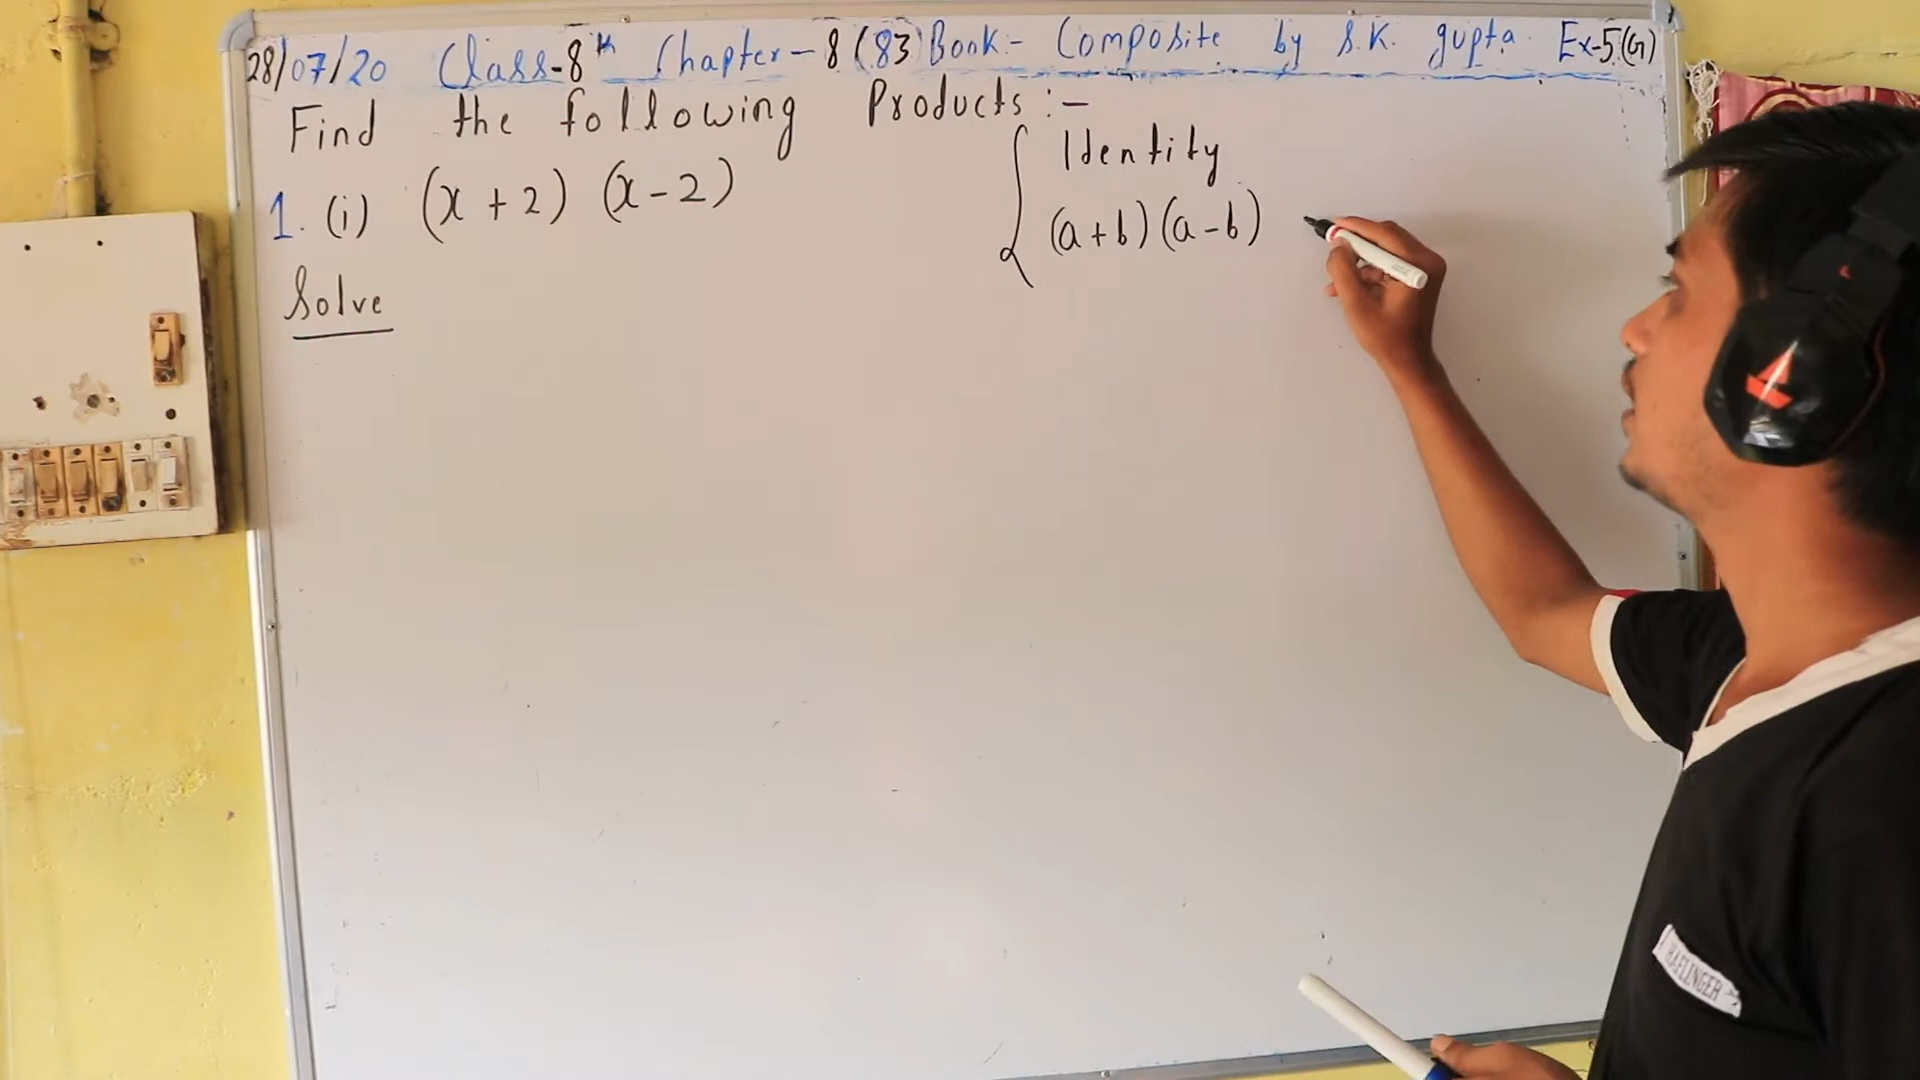 28/07/20 Class-8th Chapter-8 (83) Book:- Composite by S.K. gupta. Ex-5(G)
Find the following Products :-
1. (i) (x + 2) (x - 2)
Identity
(a + b) (a - b)
Solve
HAFLINGER